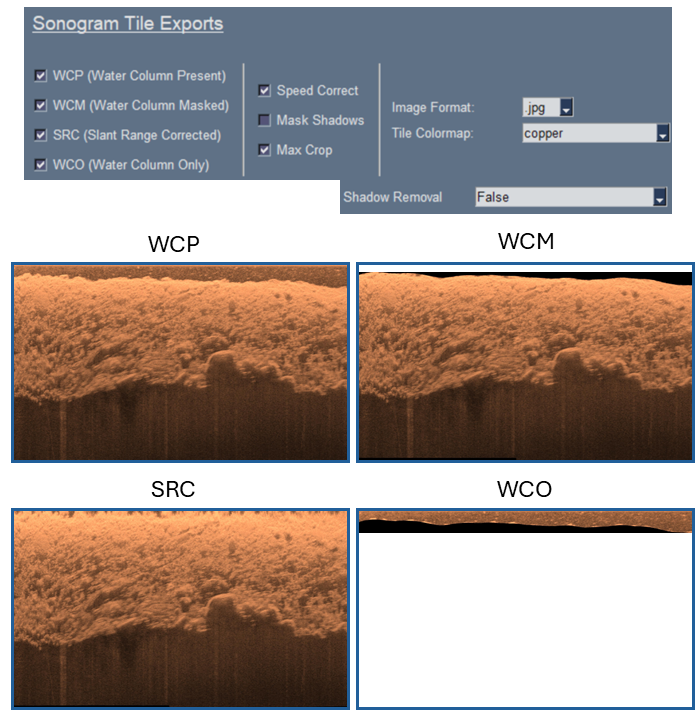 Sonogram Tile Exports
WCP (Water Column Present)
WCM (Water Column Masked)
SRC (Slant Range Corrected)
WCO (Water Column Only)
Speed Correct
Mask Shadows
Max Crop
Image Format: .jpg
Tile Colormap: copper
Shadow Removal False
WCP WCM
SRC WCO